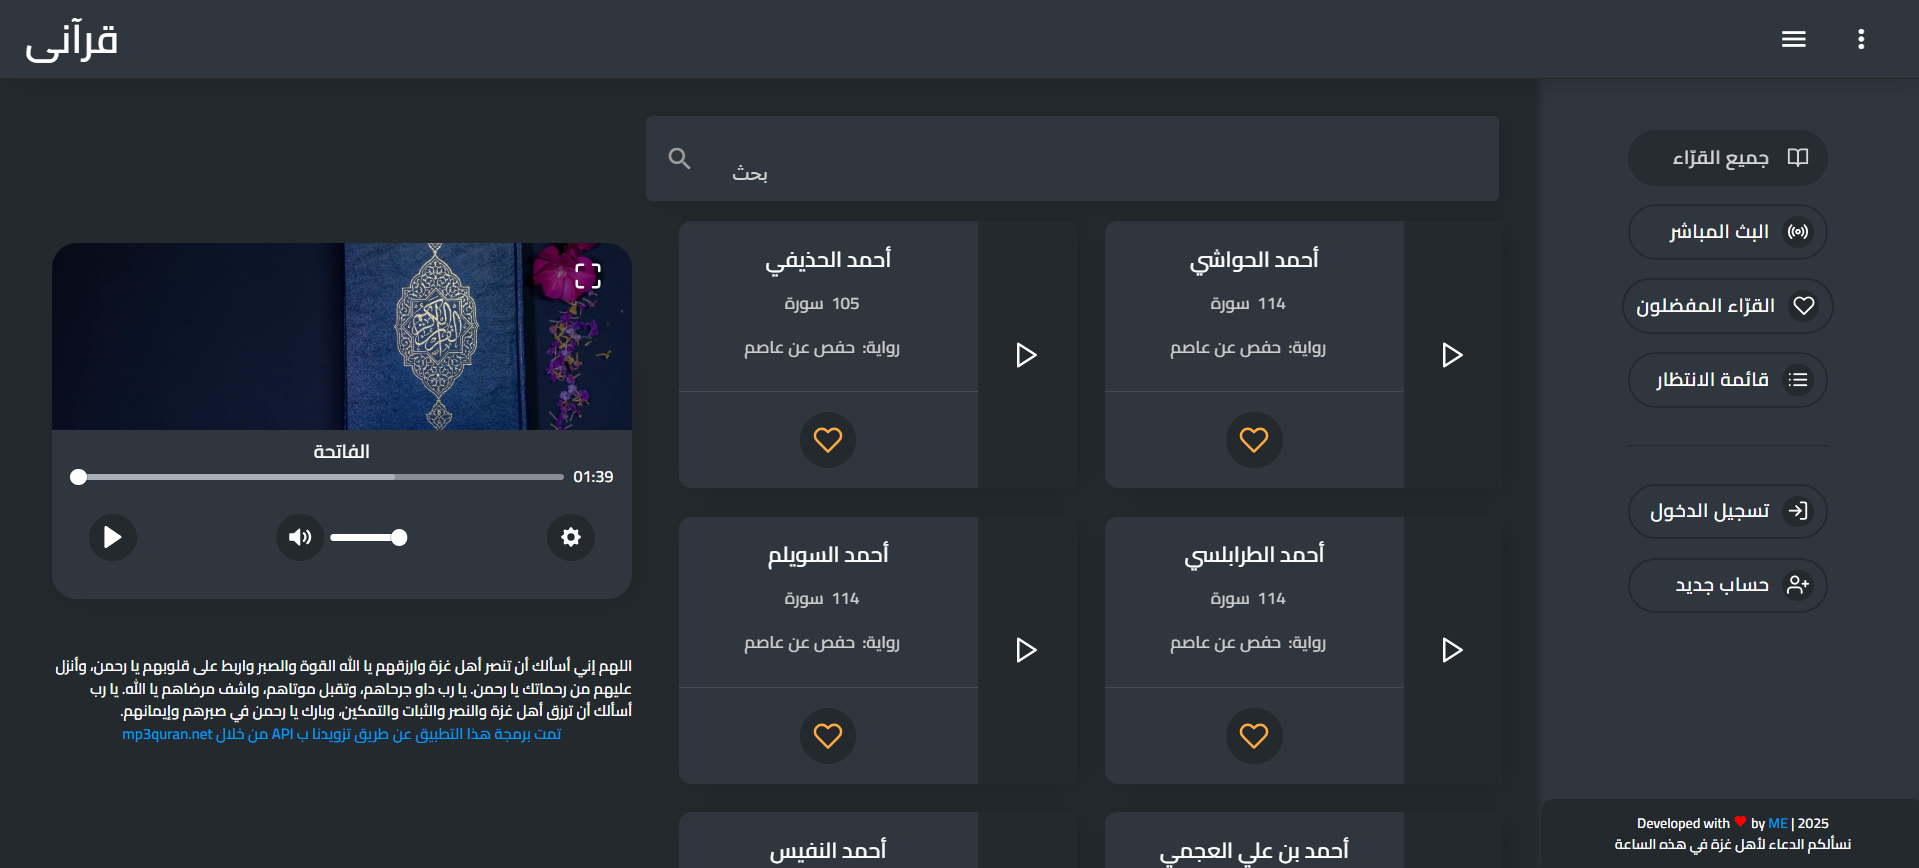 قرآنى
جميع القرّاء
البث المباشر
القرّاء المفضلون
قائمة الانتظار
تسجيل الدخول
حساب جديد
Developed with by ME | 2025
نسألكم الدعاء لأهل غزة في هذه الساعة
بحث
أحمد الحواشي
114 سورة
رواية: حفص عن عاصم
أحمد الحذيفي
105 سورة
رواية: حفص عن عاصم
أحمد الطرابلسي
114 سورة
رواية: حفص عن عاصم
أحمد السويلم
114 سورة
رواية: حفص عن عاصم
أحمد بن علي العجمي
أحمد النفيس
القرآن الكريم
الفاتحة
01:39
اللهم إني أسألك أن تنصر أهل غزة وارزقهم يا الله القوة والصبر واربط على قلوبهم يا رحمن، وأنزل
عليهم من رحماتك يا رحمن. يا رب داو جرحاهم، وتقبل موتاهم، واشف مرضاهم يا الله. يا رب
أسألك أن ترزق أهل غزة والنصر والثبات والتمكين، وبارك يا رحمن في صبرهم وإيمانهم.
تمت برمجة هذا التطبيق عن طريق تزويدنا ب API من خلال mp3quran.net